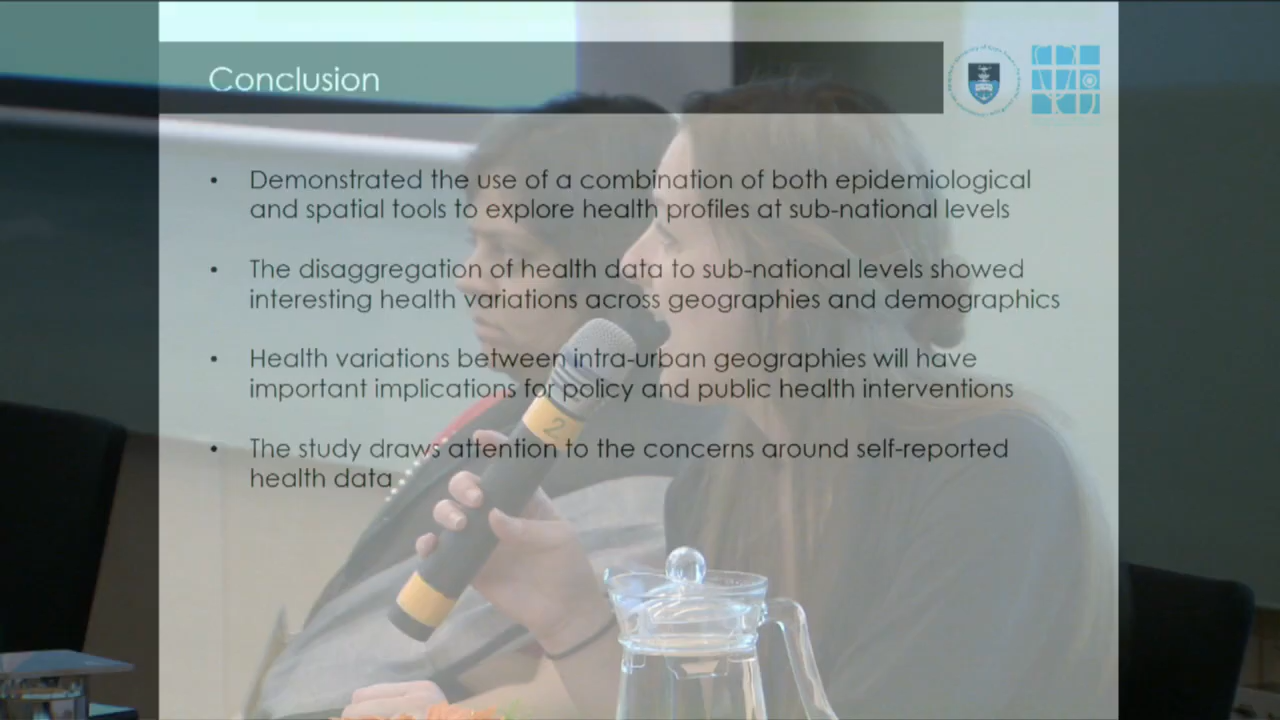 Conclusion
• Demonstrated the use of a combination of both epidemiological
and spatial tools to explore health profiles at sub-national levels
• The disaggregation of health data to sub-national levels showed
interesting health variations across geographies and demographics
• Health variations between intra-urban geographies will have
important implications for policy and public health interventions
• The study draws attention to the concerns around self-reported
health data
2